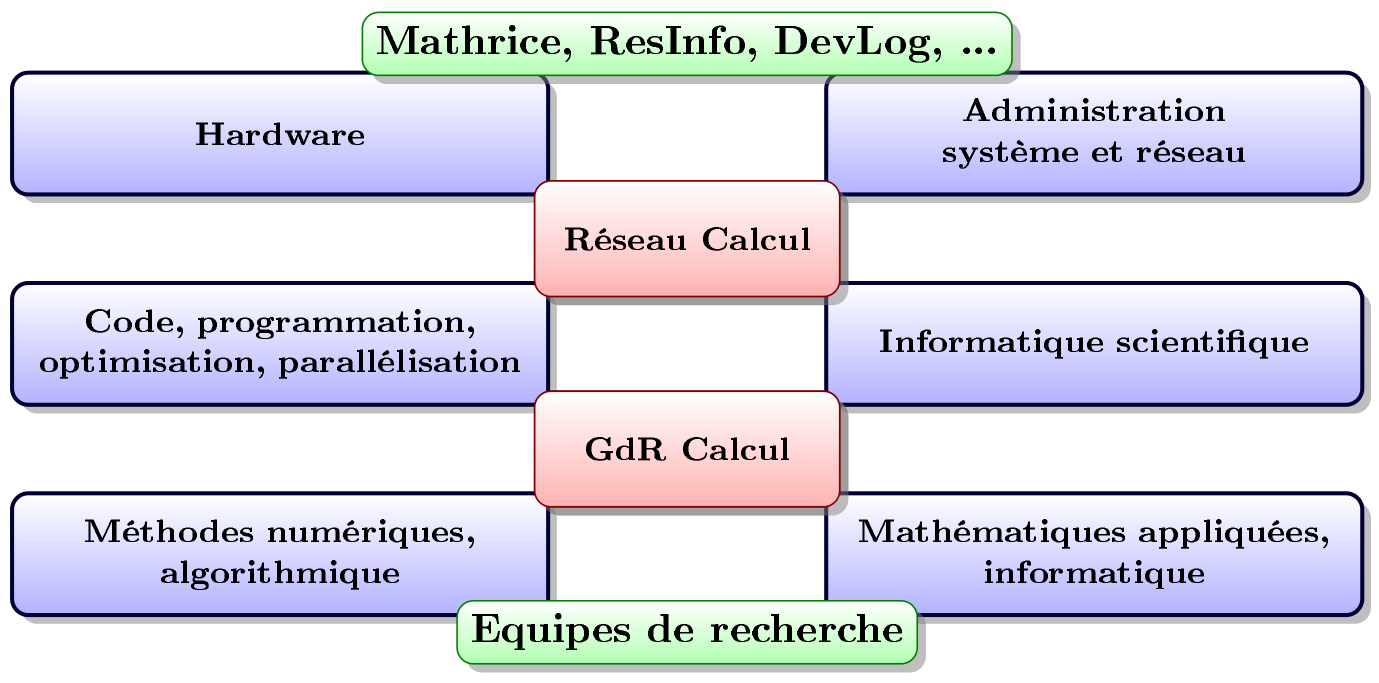 Mathrice, ResInfo, DevLog, ...
Hardware
Administration
système et réseau
Réseau Calcul
Code, programmation,
optimisation, parallélisation
Informatique scientifique
GdR Calcul
Méthodes numériques,
algorithmique
Mathématiques appliquées,
informatique
Equipes de recherche